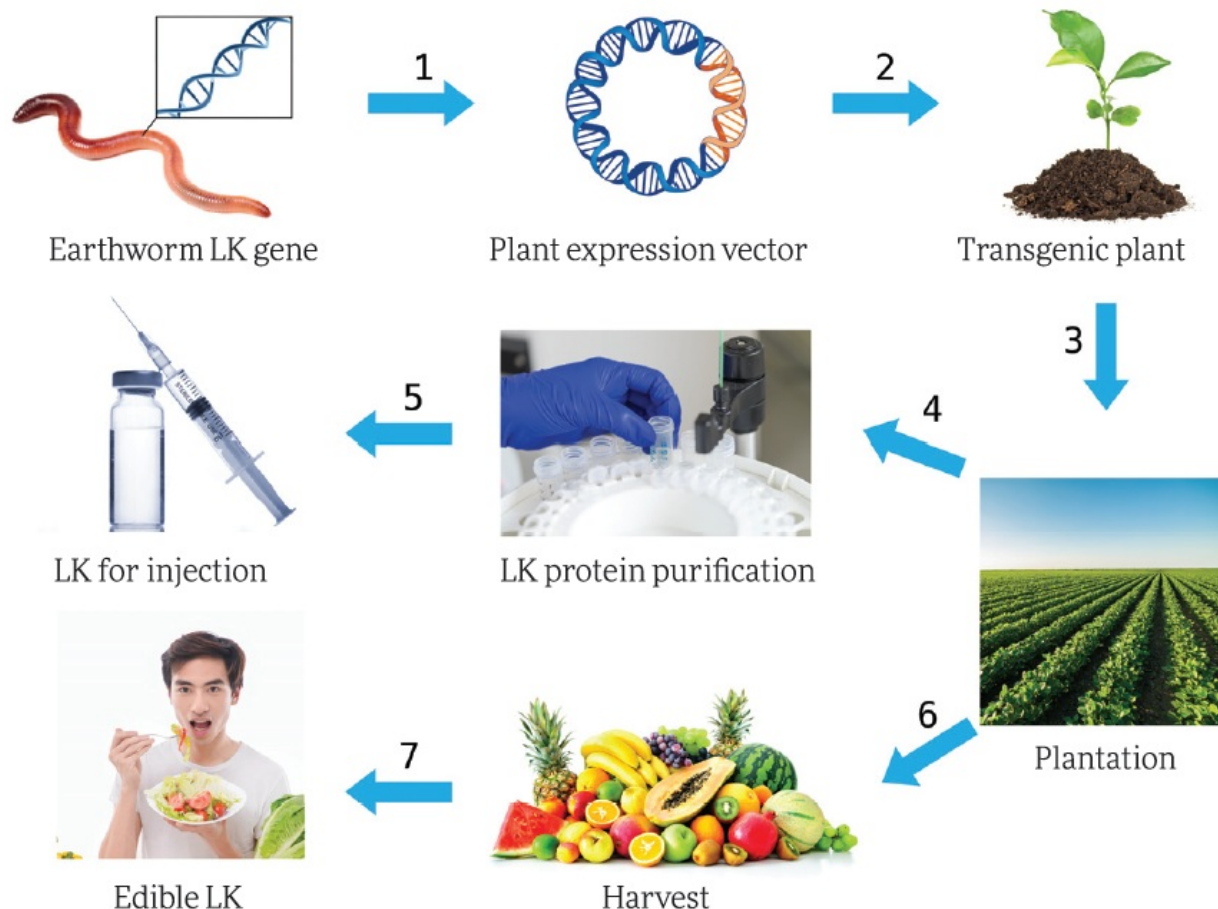 1
2
Earthworm LK gene
Plant expression vector
Transgenic plant
3
5
4
LK for injection
LK protein purification
6
Plantation
7
Edible LK
Harvest